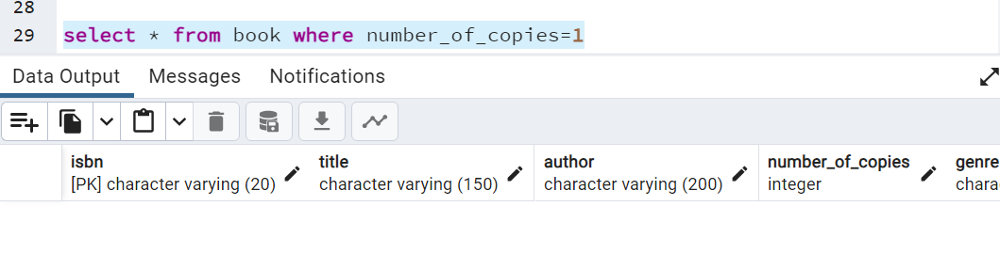 28
29 select * from book where number_of_copies=1
Data Output Messages Notifications
isbn title author number_of_copies genre
[PK] character varying (20) character varying (150) character varying (200) integer chara